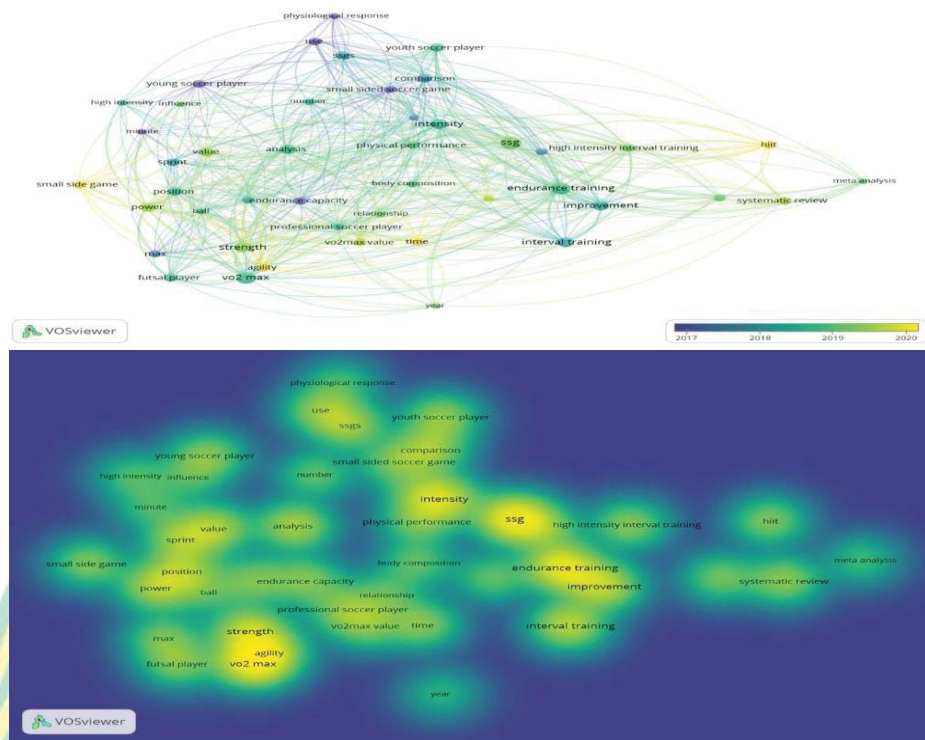 physiological response
use
youth soccer player
ssgs
comparison
young soccer player
small sided soccer game
high intensity
influence
number
minute
intensity
value
analysis
physical performance
ssg
high intensity interval training
hiit
sprint
small side game
position
body composition
endurance training
meta analysis
power
ball
endurance capacity
improvement
systematic review
relationship
professional soccer player
strength
vo2max value
time
interval training
max
agility
futsal player
vo2 max
year
VOSviewer
2017
2018
2019
2020
physiological response
use
youth soccer player
ssgs
comparison
young soccer player
small sided soccer game
high intensity
influence
number
minute
intensity
value
analysis
physical performance
ssg
high intensity interval training
hiit
sprint
small side game
position
body composition
endurance training
meta analysis
power
ball
endurance capacity
improvement
systematic review
relationship
professional soccer player
strength
vo2max value
time
interval training
max
agility
futsal player
vo2 max
year
VOSviewer